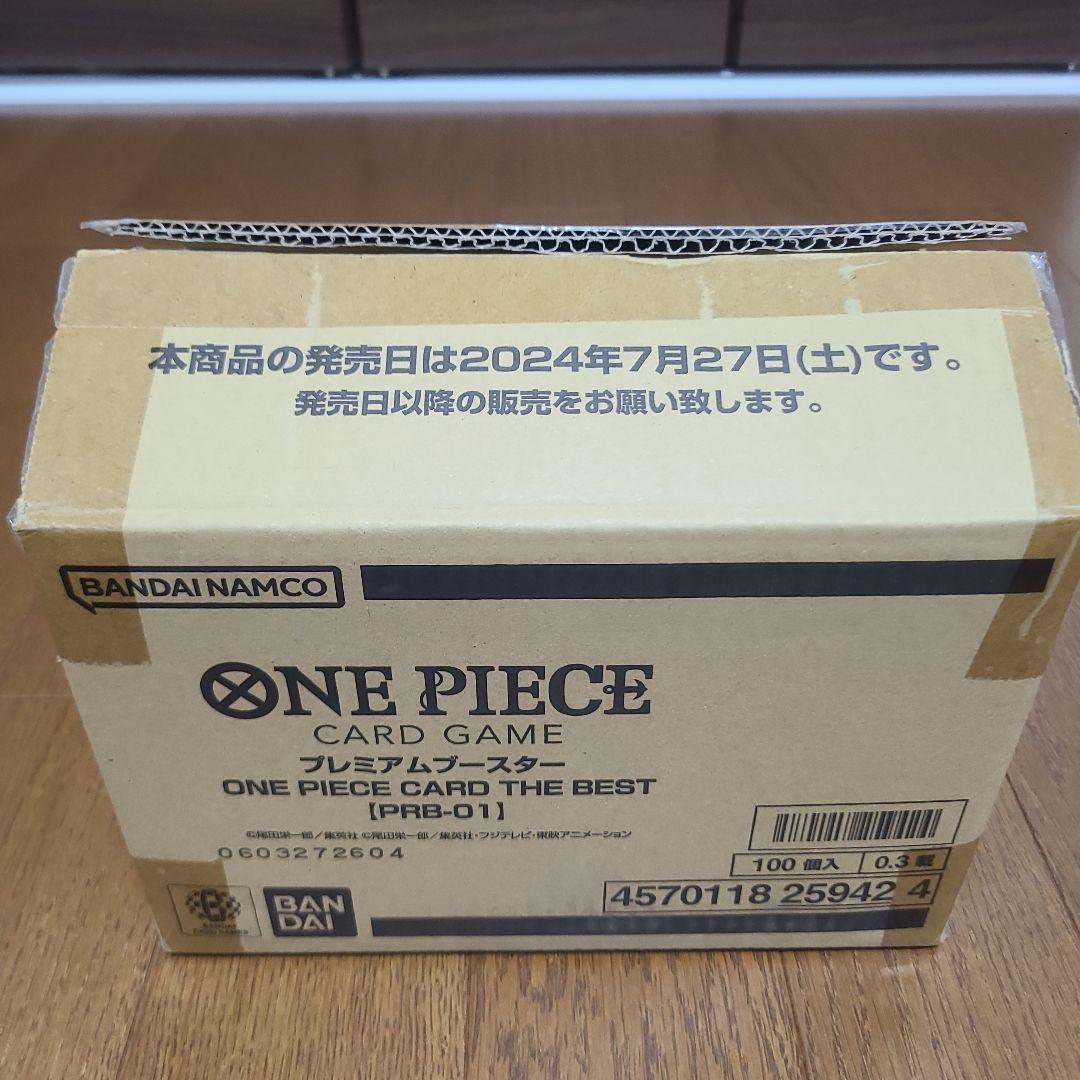 本商品の発売日は2024年7月27日(土)です。
発売日以降の販売をお願い致します。
BANDAI NAMCO
ONE PIECE
CARD GAME
プレミアムブースター
ONE PIECE CARD THE BEST
【PRB-01】
©尾田栄一郎/集英社 ©尾田栄一郎/集英社・フジテレビ・東映アニメーション
0603272604
100 個入 0.3 載
4570118 25942 4
BANDAI
CARD GAMES
BAN
DAI